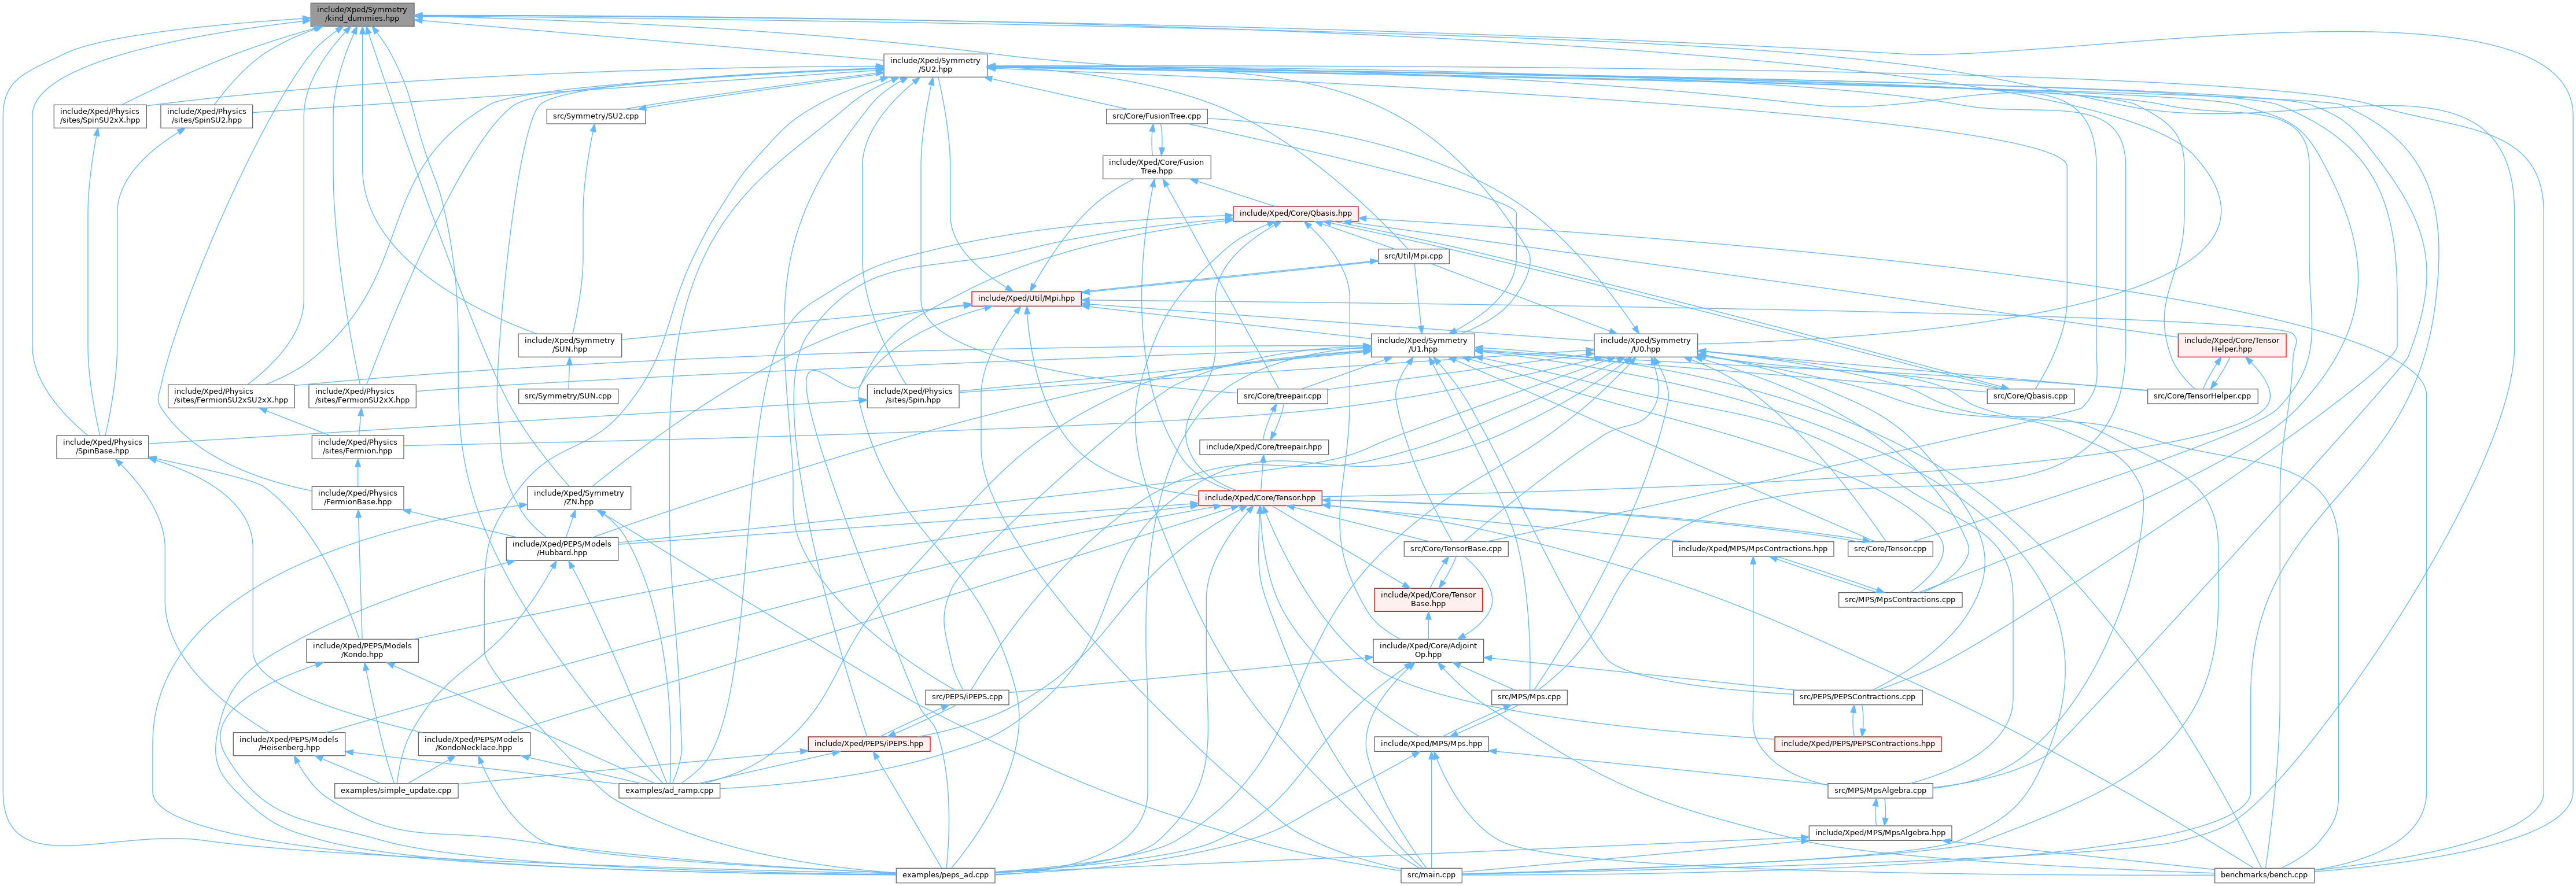 include/Xped/Symmetry
/kind_dummies.hpp
include/Xped/Symmetry
/SU2.hpp
include/Xped/Physics
/sites/SpinSU2xX.hpp
include/Xped/Physics
/sites/SpinSU2.hpp
src/Symmetry/SU2.cpp
src/Core/FusionTree.cpp
include/Xped/Core/Fusion
Tree.hpp
include/Xped/Core/Qbasis.hpp
src/Util/Mpi.cpp
include/Xped/Util/Mpi.hpp
include/Xped/Symmetry
/SUN.hpp
include/Xped/Symmetry
/U1.hpp
include/Xped/Symmetry
/U0.hpp
include/Xped/Core/Tensor
Helper.hpp
include/Xped/Physics
/sites/FermionSU2xSU2xX.hpp
include/Xped/Physics
/sites/FermionSU2xX.hpp
src/Symmetry/SUN.cpp
include/Xped/Physics
/sites/Spin.hpp
src/Core/treepair.cpp
src/Core/Qbasis.cpp
src/Core/TensorHelper.cpp
include/Xped/Physics
/SpinBase.hpp
include/Xped/Physics
/sites/Fermion.hpp
include/Xped/Core/treepair.hpp
include/Xped/Physics
/FermionBase.hpp
include/Xped/Symmetry
/ZN.hpp
include/Xped/Core/Tensor.hpp
include/Xped/PEPS/Models
/Hubbard.hpp
src/Core/TensorBase.cpp
include/Xped/MPS/MpsContractions.hpp
src/Core/Tensor.cpp
include/Xped/Core/Tensor
Base.hpp
src/MPS/MpsContractions.cpp
include/Xped/PEPS/Models
/Kondo.hpp
include/Xped/Core/Adjoint
Op.hpp
src/PEPS/iPEPS.cpp
src/MPS/Mps.cpp
src/PEPS/PEPSContractions.cpp
include/Xped/PEPS/Models
/Heisenberg.hpp
include/Xped/PEPS/Models
/KondoNecklace.hpp
include/Xped/PEPS/iPEPS.hpp
include/Xped/MPS/Mps.hpp
include/Xped/PEPS/PEPSContractions.hpp
examples/simple_update.cpp
examples/ad_ramp.cpp
src/MPS/MpsAlgebra.cpp
include/Xped/MPS/MpsAlgebra.hpp
examples/peps_ad.cpp
src/main.cpp
benchmarks/bench.cpp